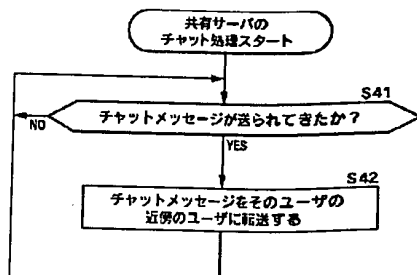 共有サーバの
チャット処理スタート
S41
チャットメッセージが送られてきたか？
NO
YES
S42
チャットメッセージをそのユーザの
近傍のユーザに転送する